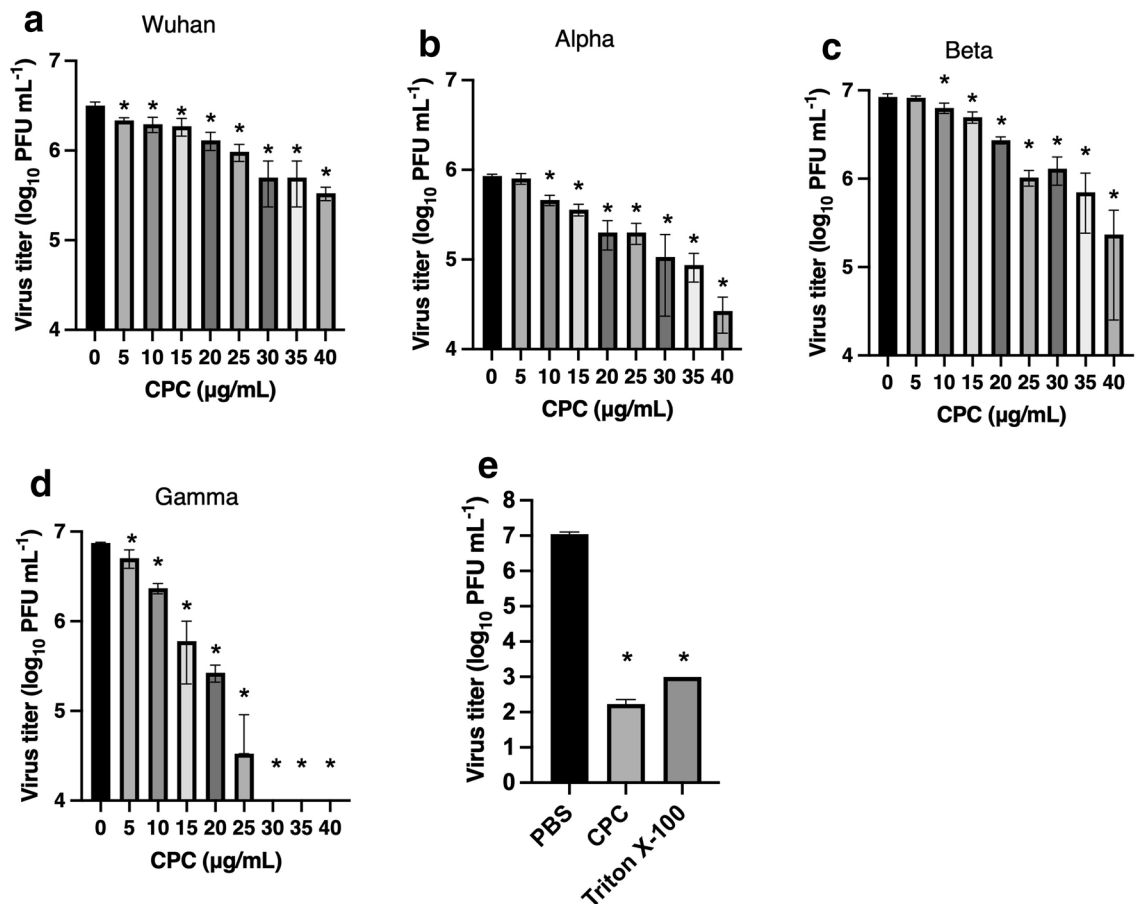 a
Wuhan
Virus titer (log10 PFU mL-1)
7
6
5
4
* * * * * * * *
0 5 10 15 20 25 30 35 40
CPC (µg/mL)
b
Alpha
Virus titer (log10 PFU mL-1)
7
6
5
4
* * * * * * *
0 5 10 15 20 25 30 35 40
CPC (µg/mL)
c
Beta
Virus titer (log10 PFU mL-1)
7
6
5
4
* * * * * * *
0 5 10 15 20 25 30 35 40
CPC (µg/mL)
d
Gamma
Virus titer (log10 PFU mL-1)
7
6
5
4
* * * * * * * *
0 5 10 15 20 25 30 35 40
CPC (µg/mL)
e
Virus titer (log10 PFU mL-1)
8
7
6
5
4
3
2
1
0
* *
PBS
CPC
Triton X-100